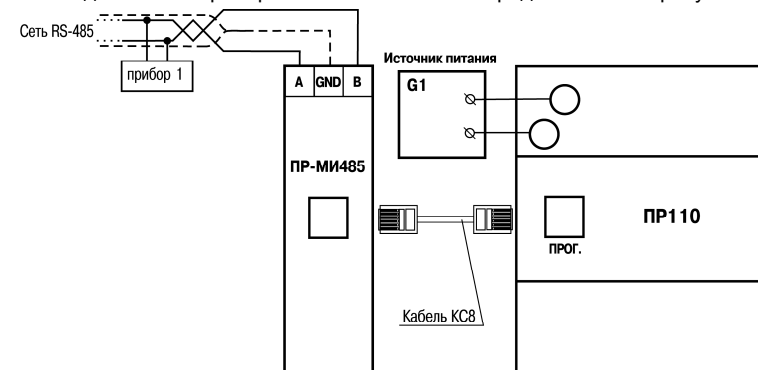 Сеть RS-485
прибор 1
A GND B
Источник питания
G1
ПР-МИ485
ПР110
ПРОГ.
Кабель КС8